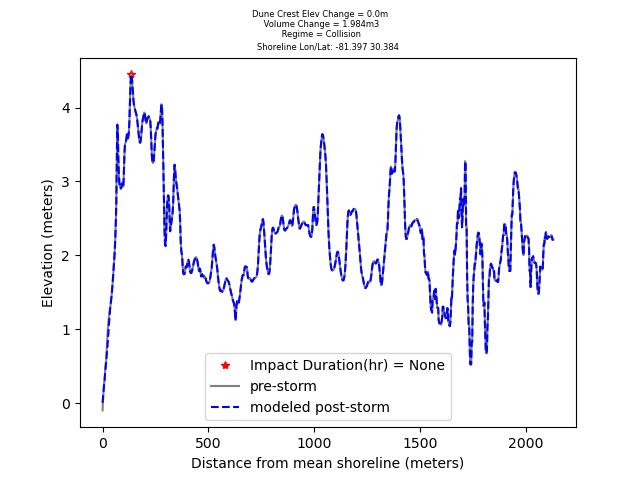 Dune Crest Elev Change = 0.0m
Volume Change = 1.984m3
Regime = Collision
Shoreline Lon/Lat: -81.397 30.384
4
3
2
1
0
Elevation (meters)
Impact Duration(hr) = None
pre-storm
modeled post-storm
0 500 1000 1500 2000
Distance from mean shoreline (meters)